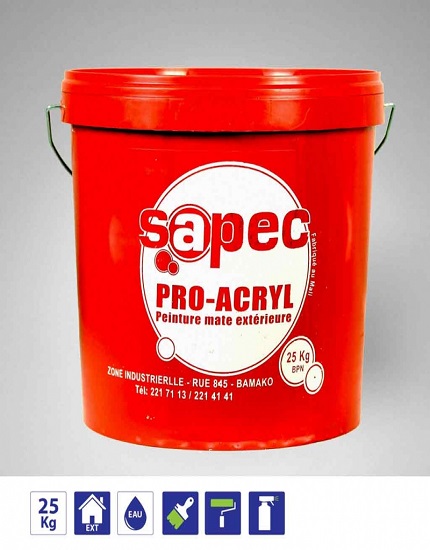 sapec
Fabriqué au Mali
PRO-ACRYL
Peinture mate extérieure
25 Kg
BPN
ZONE INDUSTRIERLLE - RUE 845 - BAMAKO
Tél: 221 71 13 / 221 41 41
25
Kg
EXT
EAU